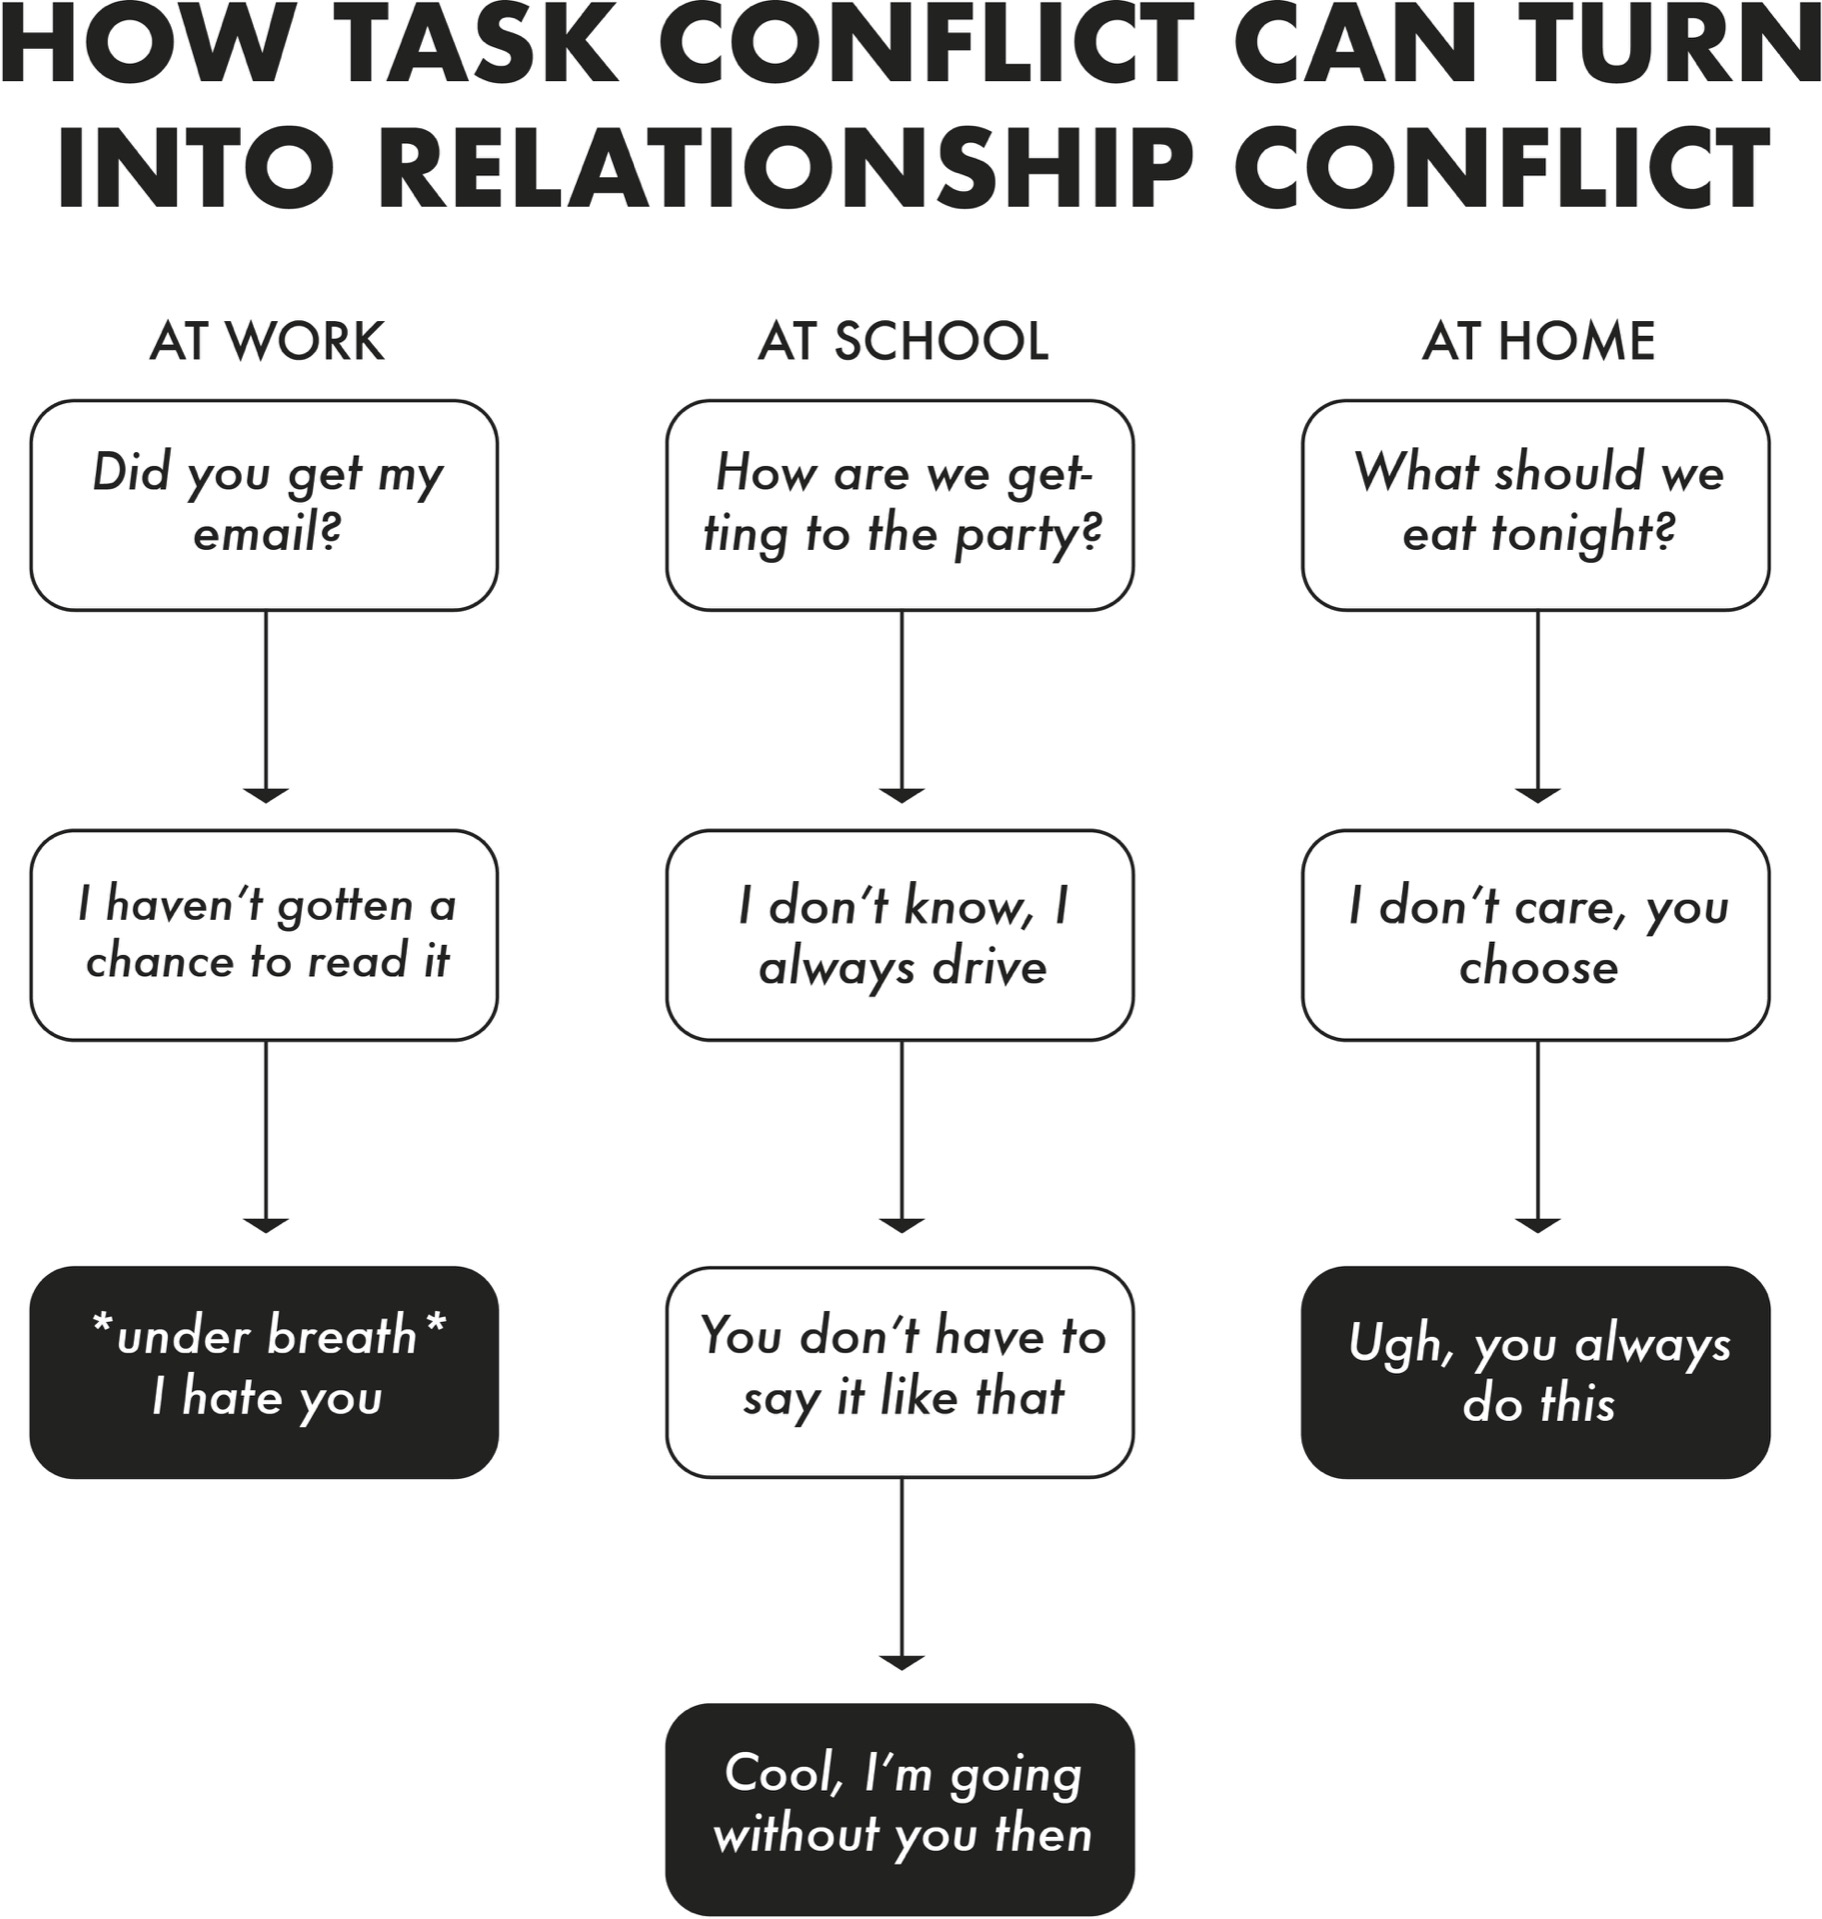 HOW TASK CONFLICT CAN TURN
INTO RELATIONSHIP CONFLICT
AT WORK
Did you get my
email?
I haven’t gotten a
chance to read it
*under breath*
I hate you
AT SCHOOL
How are we get-
ting to the party?
I don’t know, I
always drive
You don’t have to
say it like that
Cool, I’m going
without you then
AT HOME
What should we
eat tonight?
I don’t care, you
choose
Ugh, you always
do this